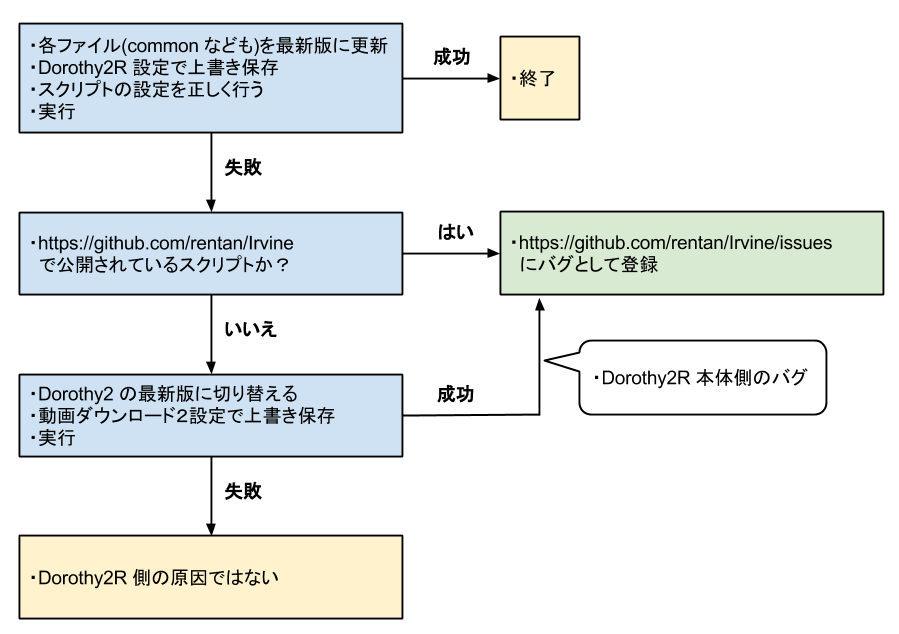 ・各ファイル(common なども)を最新版に更新
・Dorothy2R 設定で上書き保存
・スクリプトの設定を正しく行う
・実行
成功
・終了
失敗
・https://github.com/rentan/Irvine
で公開されているスクリプトか？
はい
・https://github.com/rentan/Irvine/issues
にバグとして登録
いいえ
・Dorothy2R 本体側のバグ
・Dorothy2 の最新版に切り替える
・動画ダウンロード２設定で上書き保存
・実行
成功
失敗
・Dorothy2R 側の原因ではない